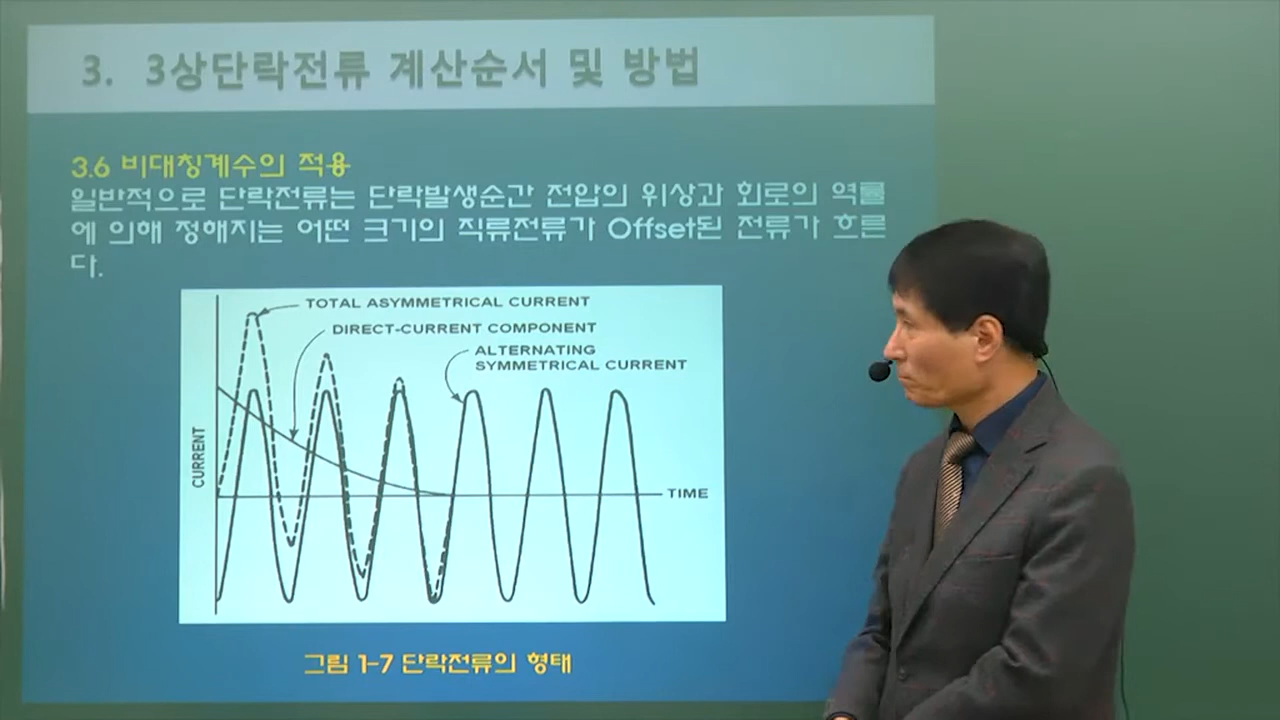 3. 3상단락전류 계산순서 및 방법
3.6 비대칭계수의 적용
일반적으로 단락전류는 단락발생순간 전압의 위상과 회로의 역률
에 의해 정해지는 어떤 크기의 직류전류가 Offset된 전류가 흐른
다.
TOTAL ASYMMETRICAL CURRENT
DIRECT-CURRENT COMPONENT
ALTERNATING
SYMMETRICAL CURRENT
CURRENT
TIME
그림 1-7 단락전류의 형태